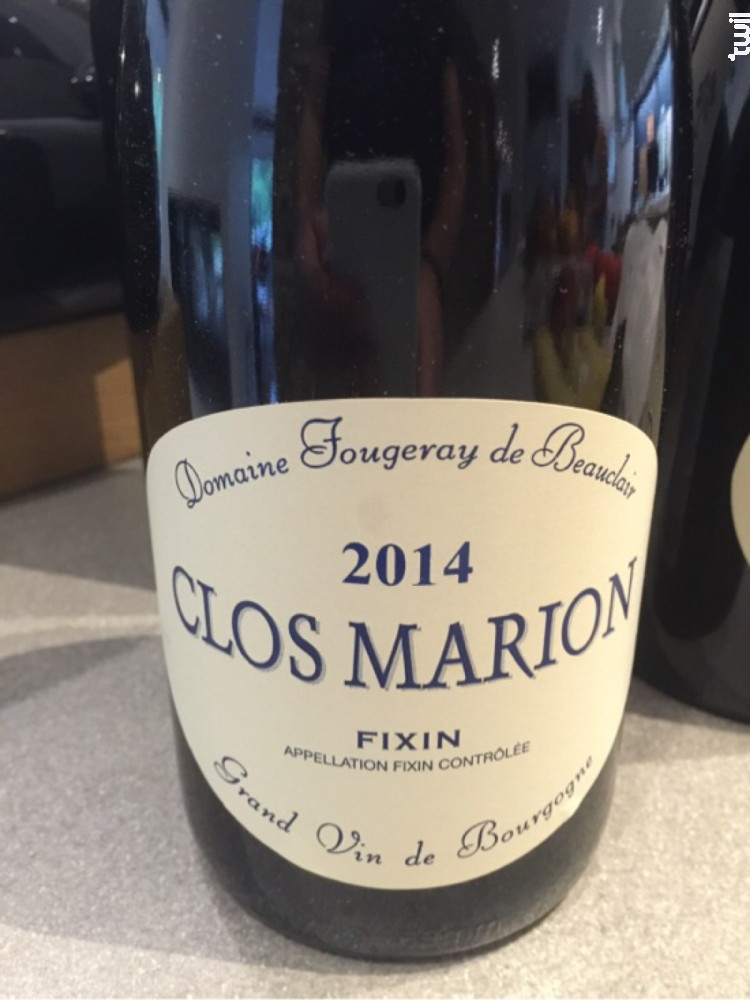 twil
Domaine Fougeray de Beauclair
2014
CLOS MARION
FIXIN
APPELLATION FIXIN CONTRÔLÉE
Grand Vin de Bourgogne